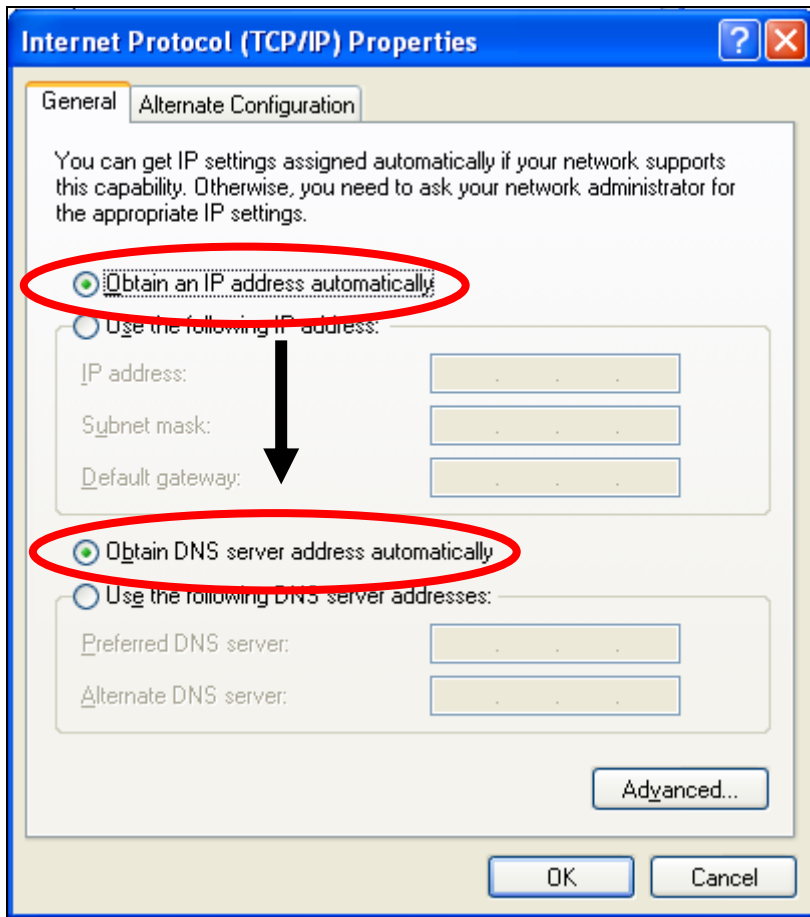 Internet Protocol (TCP/IP) Properties
General
Alternate Configuration
You can get IP settings assigned automatically if your network supports
this capability. Otherwise, you need to ask your network administrator for
the appropriate IP settings.
Obtain an IP address automatically
Use the following IP address:
IP address:
Subnet mask:
Default gateway:
Obtain DNS server address automatically
Use the following DNS server addresses:
Preferred DNS server:
Alternate DNS server:
Advanced...
OK
Cancel